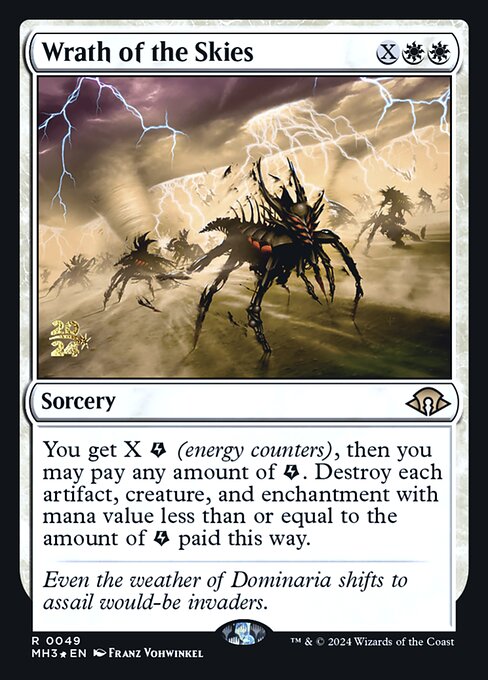 Wrath of the Skies X
2024
Sorcery
You get X (energy counters), then you
may pay any amount of . Destroy each
artifact, creature, and enchantment with
mana value less than or equal to the
amount of paid this way.
Even the weather of Dominaria shifts to
assail would-be invaders.
R 0049
MH3★EN Franz Vohwinkel
™ & © 2024 Wizards of the Coast